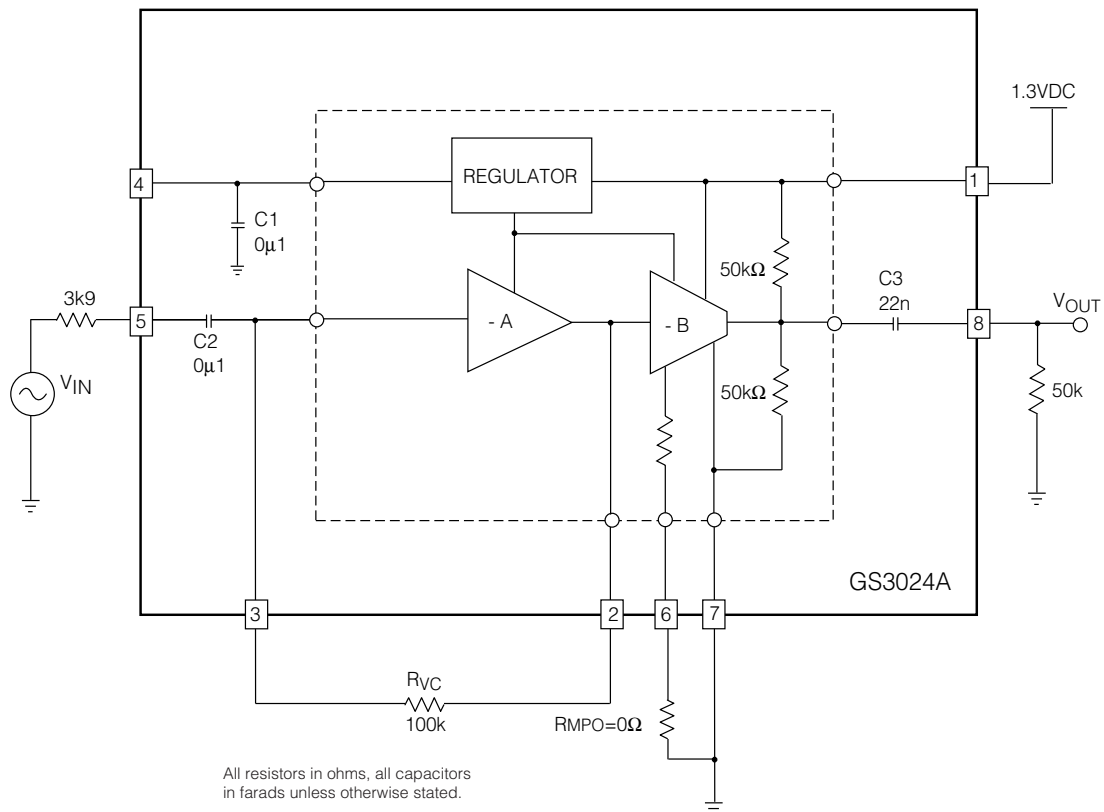 1.3VDC
REGULATOR
4
1
C1
0µ1
50kΩ
C3
22n
3k9
5
- A
- B
8
VOUT
C2
0µ1
VIN
50kΩ
50k
GS3024A
3
2
6
7
RVC
100k
RMPO=0Ω
All resistors in ohms, all capacitors
in farads unless otherwise stated.